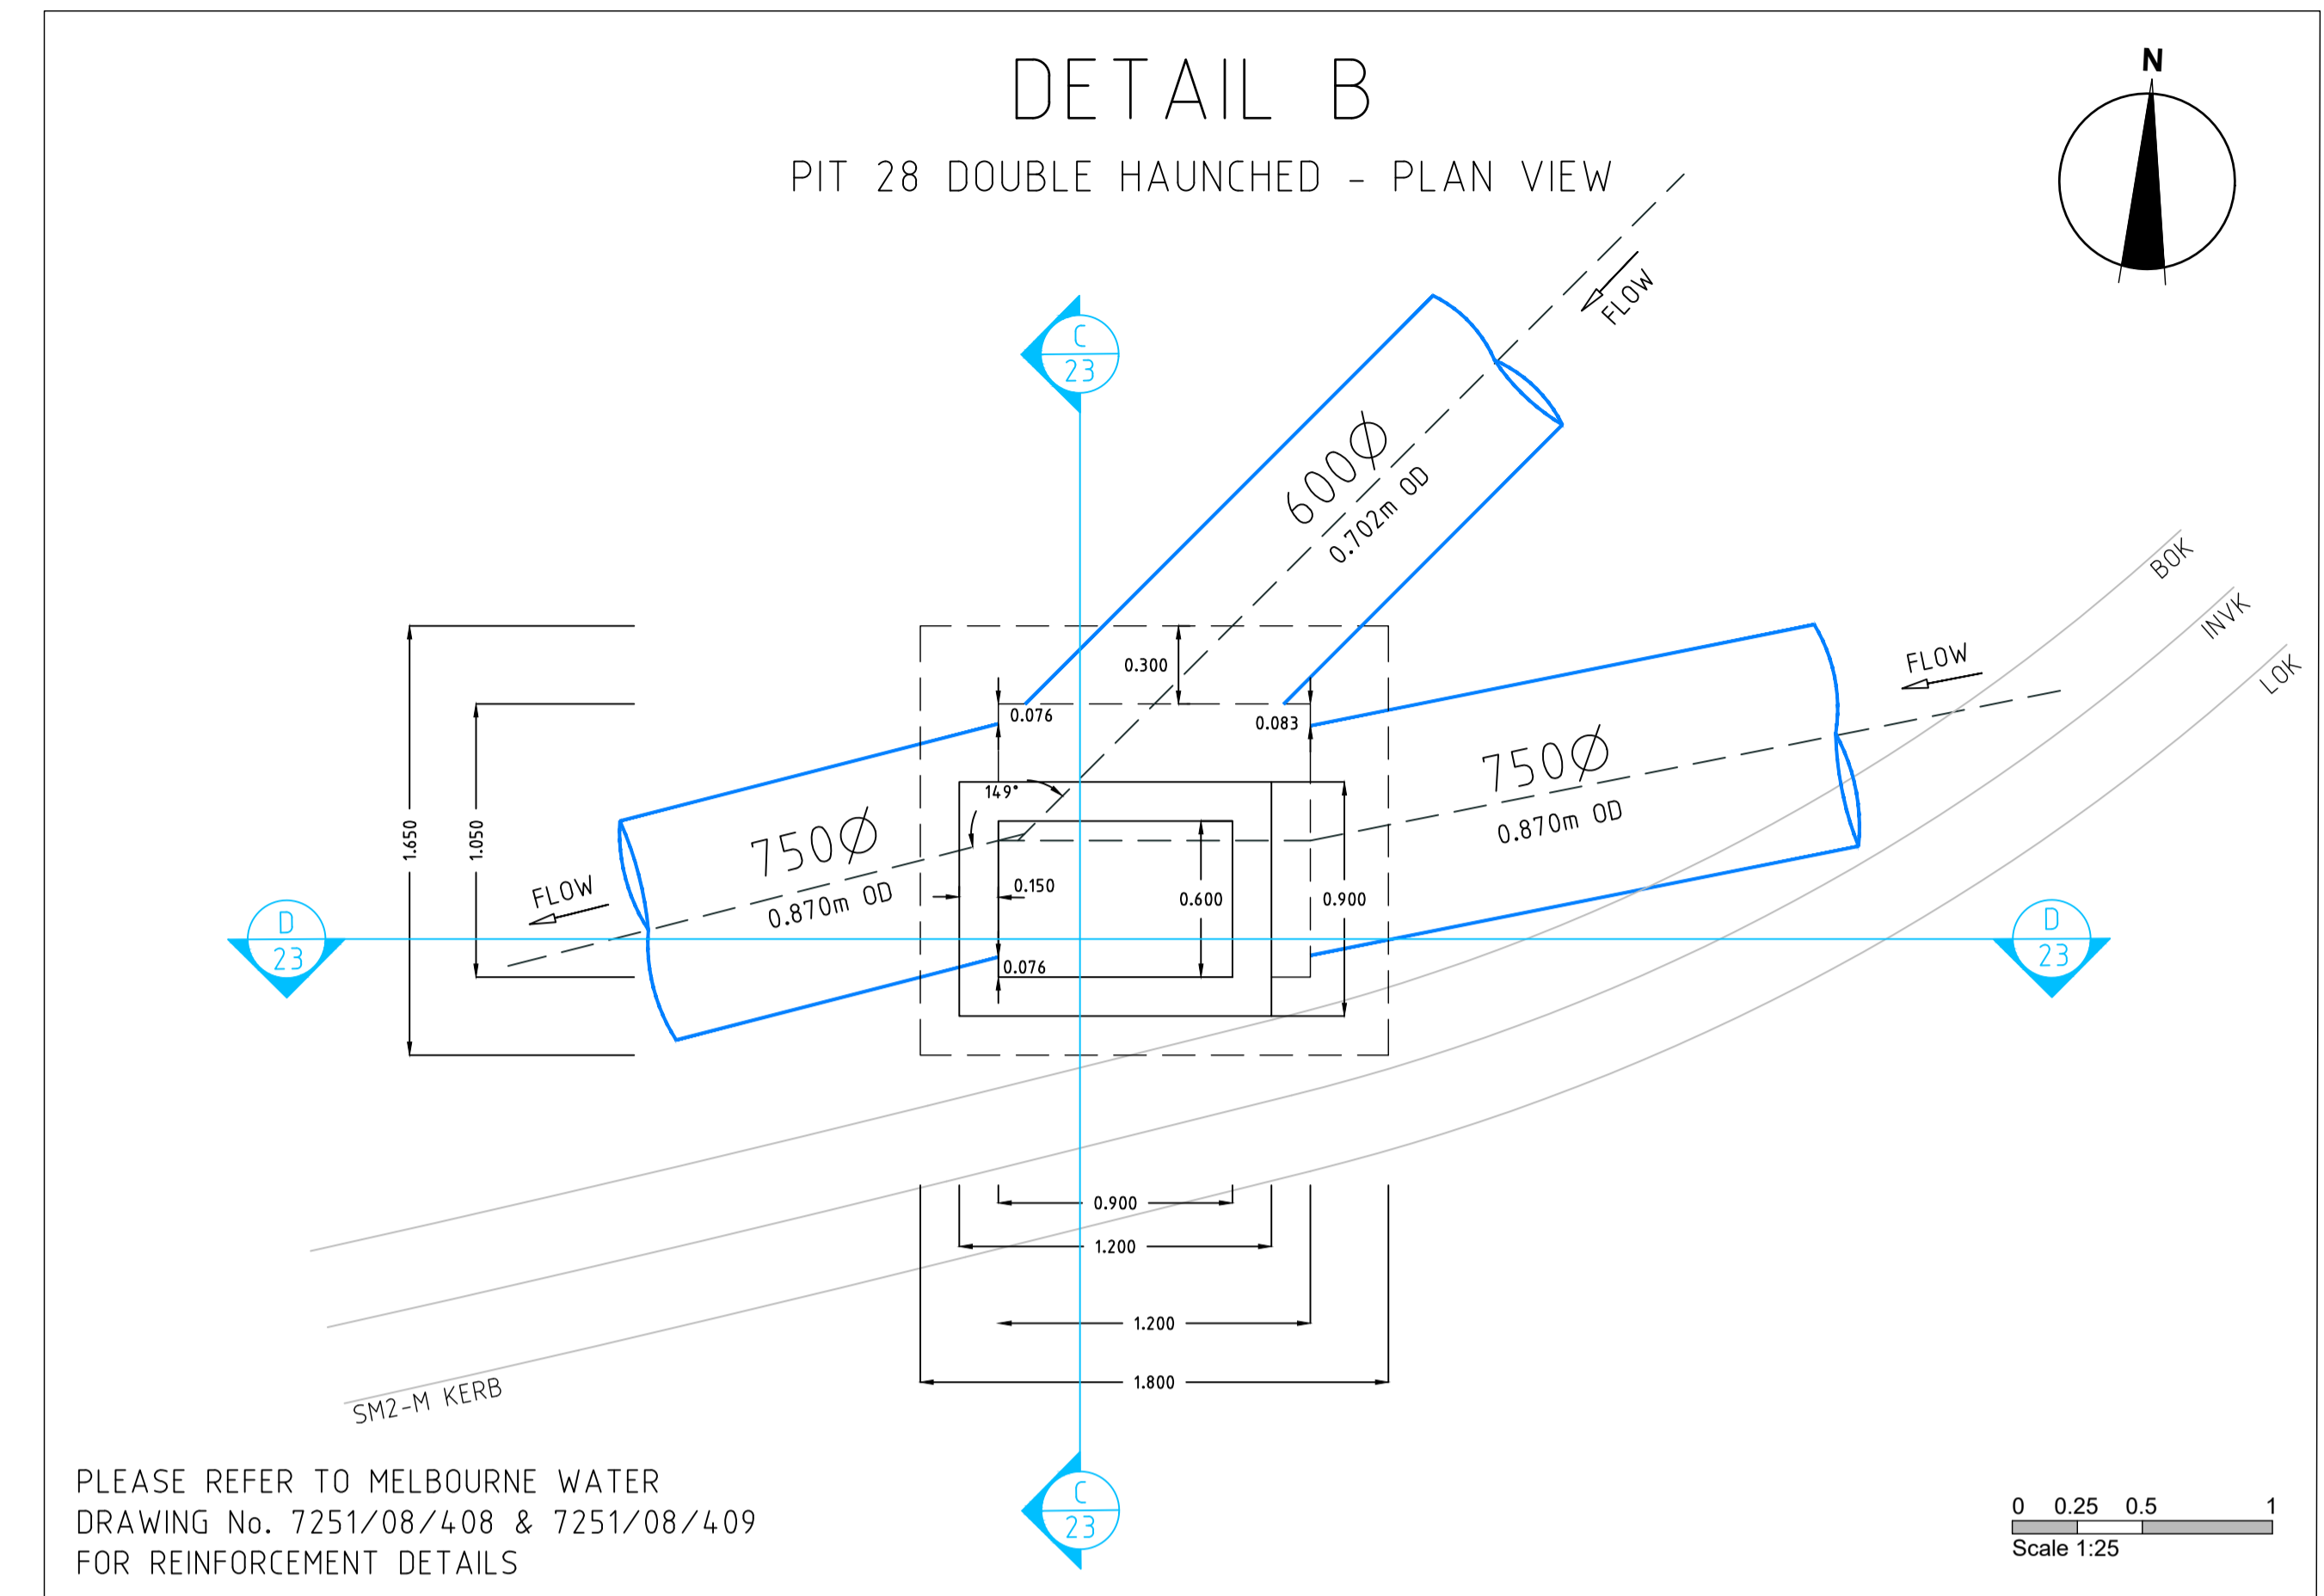 DETAIL B
PIT 28 DOUBLE HAUNCHED - PLAN VIEW
N
FLOW
C
23
600Ø
0.702m OD
BOK
INVK
LOK
FLOW
0.300
0.076
0.083
750Ø
0.870m OD
149°
1.650
1.050
750Ø
0.870m OD
FLOW
0.150
0.600
0.900
D
23
D
23
0.076
0.900
1.200
1.200
1.800
SM2-M KERB
C
23
PLEASE REFER TO MELBOURNE WATER
DRAWING No. 7251/08/408 & 7251/08/409
FOR REINFORCEMENT DETAILS
0 0.25 0.5 1
Scale 1:25